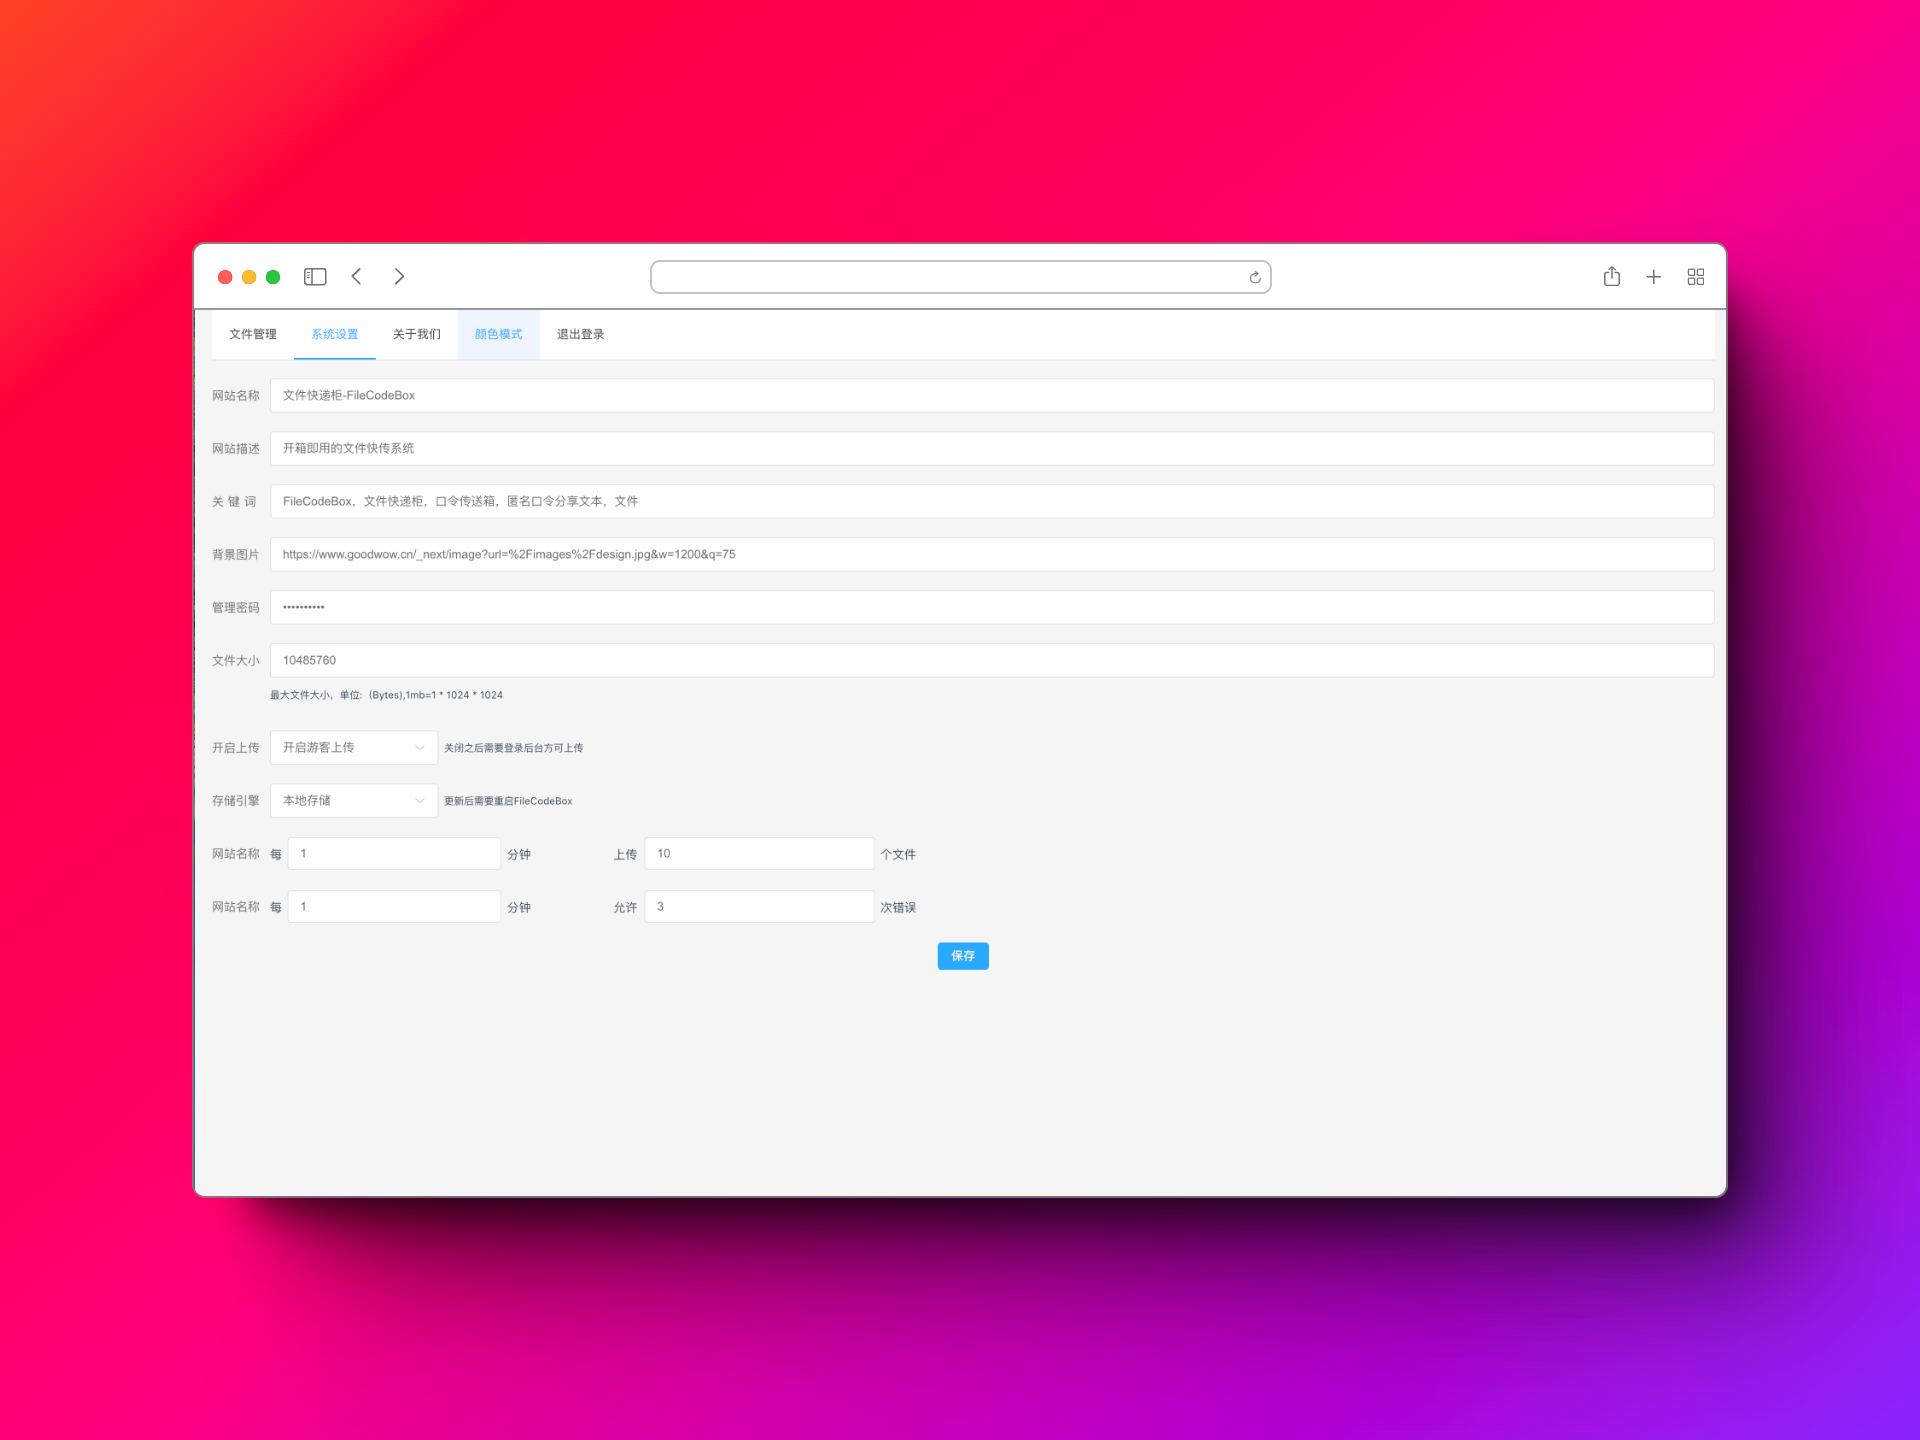 文件管理 系统设置 关于我们 颜色模式 退出登录
网站名称 文件快递柜-FileCodeBox
网站描述 开箱即用的文件快传系统
关 键 词 FileCodeBox，文件快递柜，口令传送箱，匿名口令分享文本，文件
背景图片 https://www.goodwow.cn/_next/image?url=%2Fimages%2Fdesign.jpg&w=1200&q=75
管理密码 ••••••••••
文件大小 10485760
最大文件大小，单位:（Bytes),1mb=1 * 1024 * 1024
开启上传 开启游客上传 关闭之后需要登录后台方可上传
存储引擎 本地存储 更新后需要重启FileCodeBox
网站名称 每 1 分钟 上传 10 个文件
网站名称 每 1 分钟 允许 3 次错误
保存